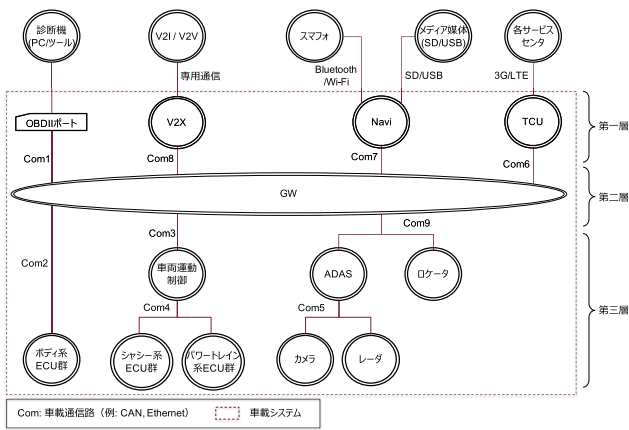 診断機
(PC/ツール)
V2I / V2V
スマフォ
メディア媒体
(SD/USB)
各サービス
センタ
専用通信
Bluetooth
/Wi-Fi
SD/USB
3G/LTE
OBDIIポート
V2X
Navi
TCU
第一層
Com1
Com8
Com7
Com6
GW
第二層
Com3
Com9
Com2
車両運動
制御
ADAS
ロケータ
Com4
Com5
第三層
ボディ系
ECU群
シャシー系
ECU群
パワートレイン
系ECU群
カメラ
レーダ
Com: 車載通信路（例: CAN, Ethernet）
車載システム